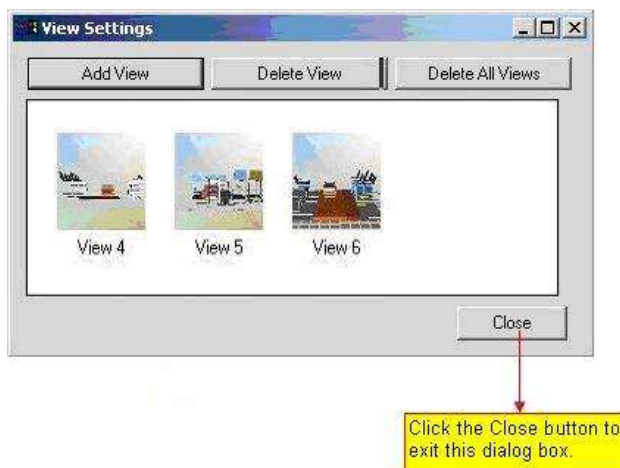 View Settings
Add View Delete View Delete All Views
View 4 View 5 View 6
Close
Click the Close button to
exit this dialog box.